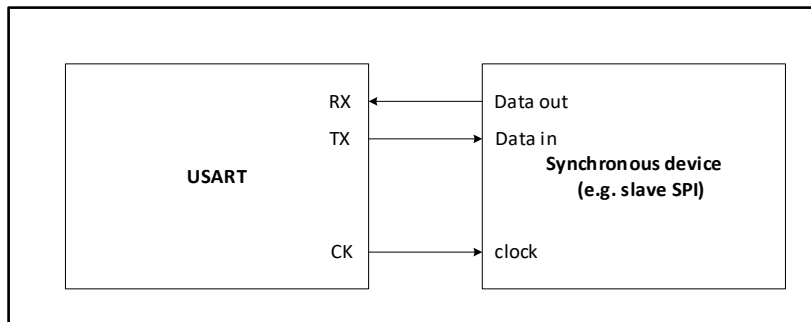 RX
Data out
TX
Data in
USART
Synchronous device
(e.g. slave SPI)
CK
clock